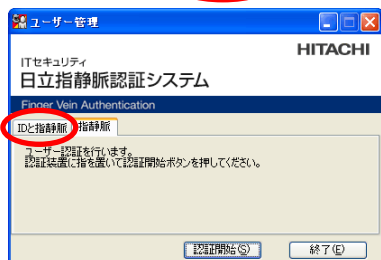 ユーザー管理
HITACHI
ITセキュリティ
日立指静脈認証システム
Finger Vein Authentication
IDと指静脈 指静脈
ユーザー認証を行います。
認証装置に指を置いて認証開始ボタンを押してください。
認証開始(S) 終了(E)